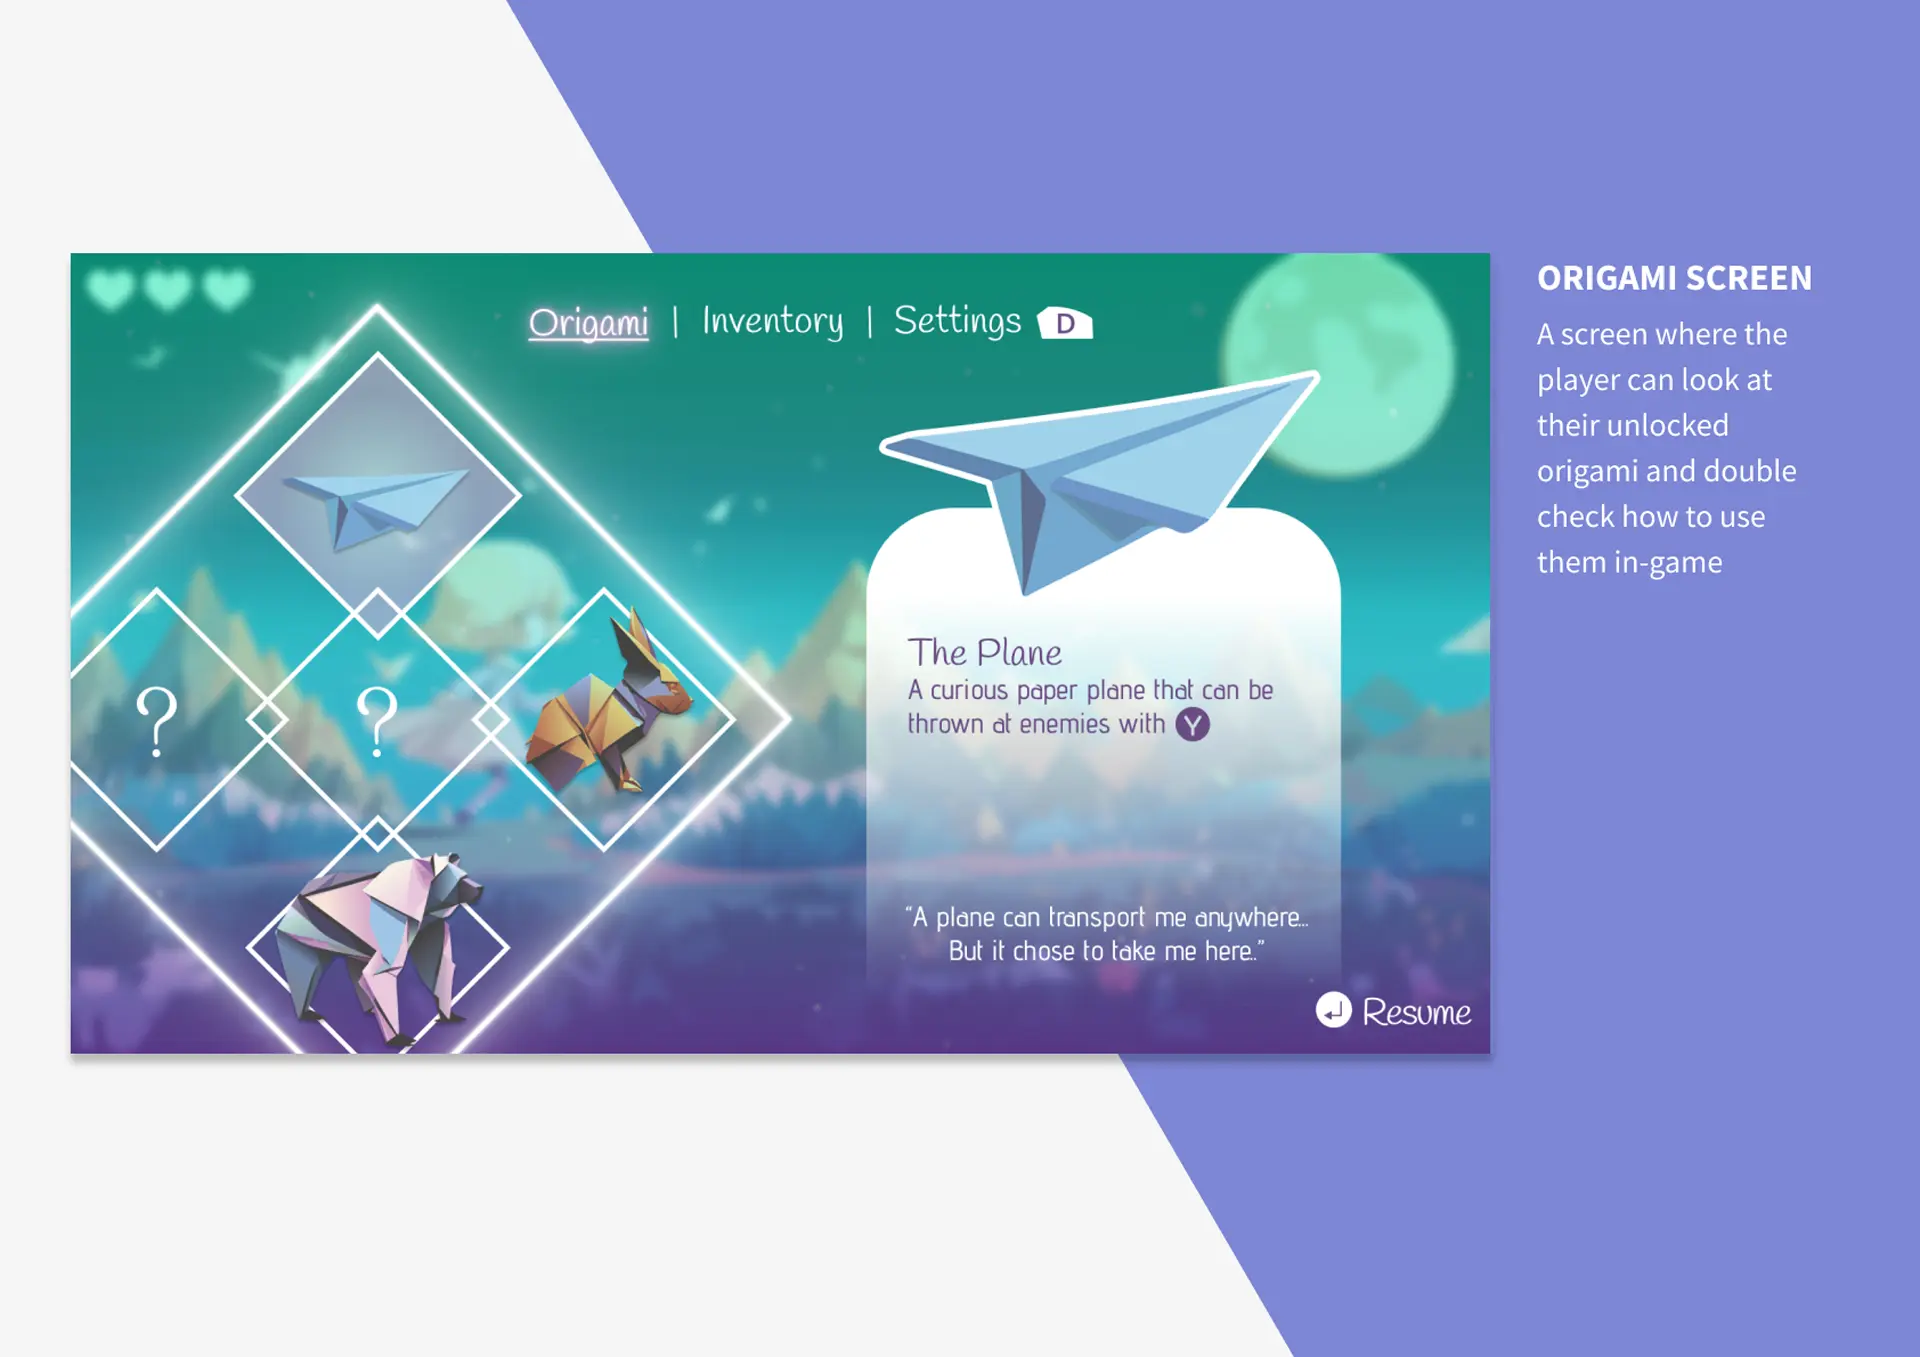 Origami | Inventory | Settings D
?
?
The Plane
A curious paper plane that can be
thrown at enemies with Y
“A plane can transport me anywhere...
But it chose to take me here.”
Resume
ORIGAMI SCREEN
A screen where the
player can look at
their unlocked
origami and double
check how to use
them in-game